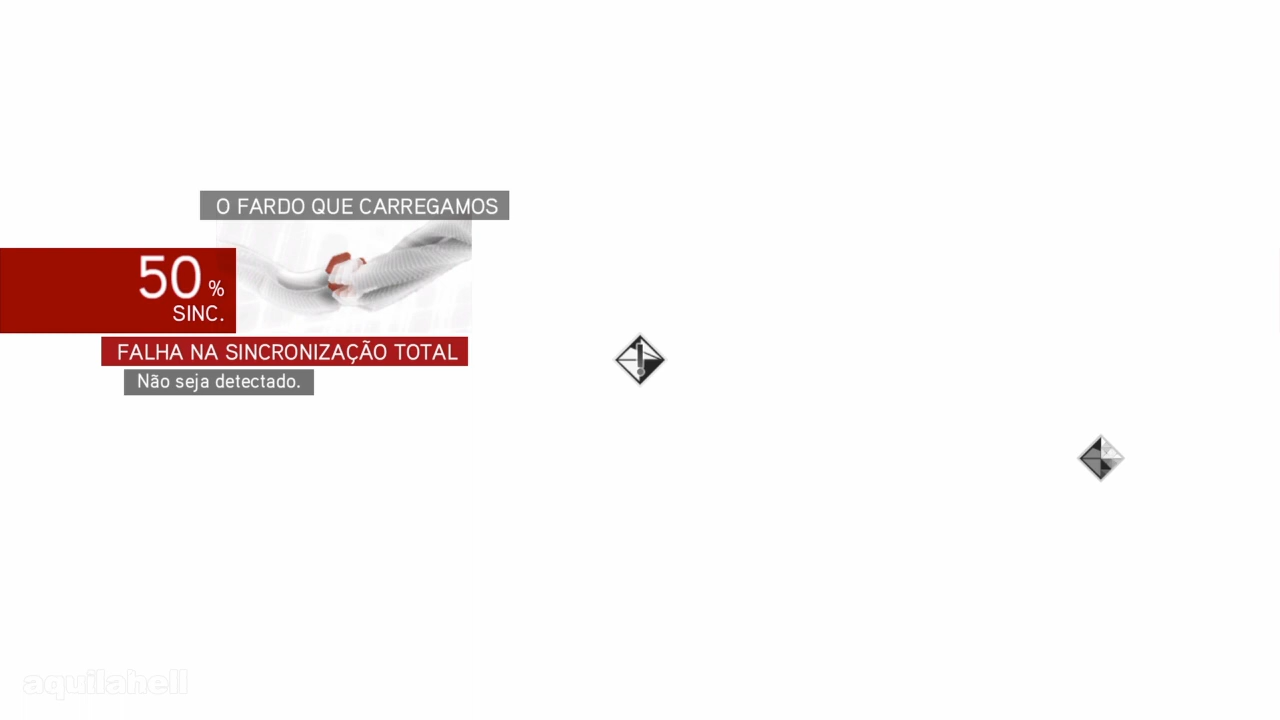 O FARDO QUE CARREGAMOS
50 %
SINC.
FALHA NA SINCRONIZAÇÃO TOTAL
Não seja detectado.
aquilahell